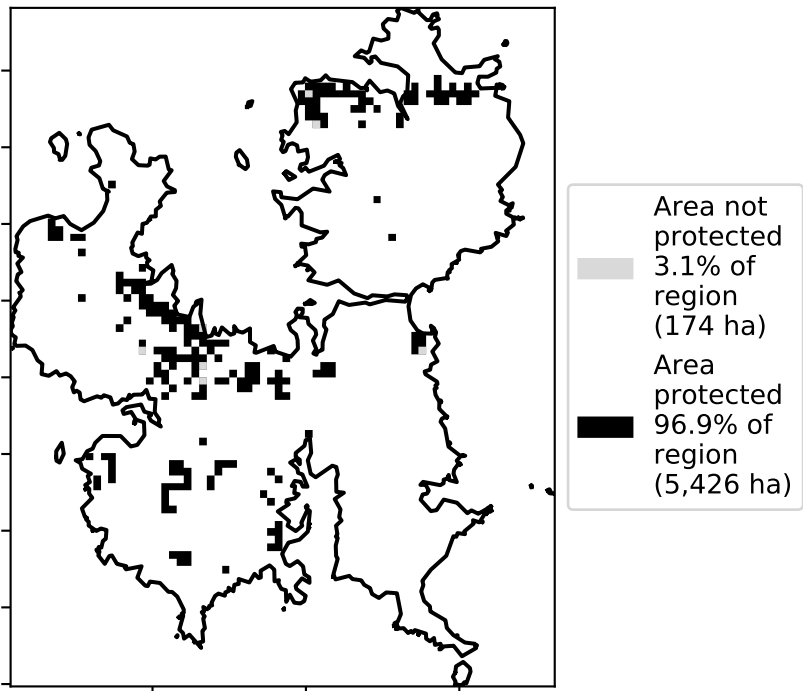 Area not
protected
3.1% of
region
(174 ha)
Area
protected
96.9% of
region
(5,426 ha)